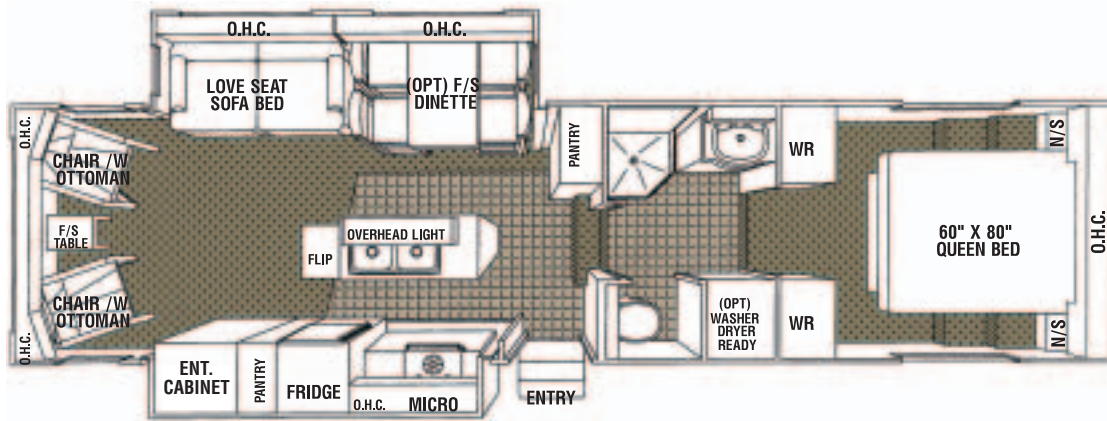 O.H.C.
O.H.C.
LOVE SEAT
SOFA BED
(OPT) F/S
DINETTE
O.H.C.
CHAIR /W
OTTOMAN
PANTRY
WR
N/S
F/S
TABLE
OVERHEAD LIGHT
FLIP
60" X 80"
QUEEN BED
O.H.C.
CHAIR /W
OTTOMAN
O.H.C.
(OPT)
WASHER
DRYER
READY
WR
N/S
ENT.
CABINET
PANTRY
FRIDGE
O.H.C.
MICRO
ENTRY